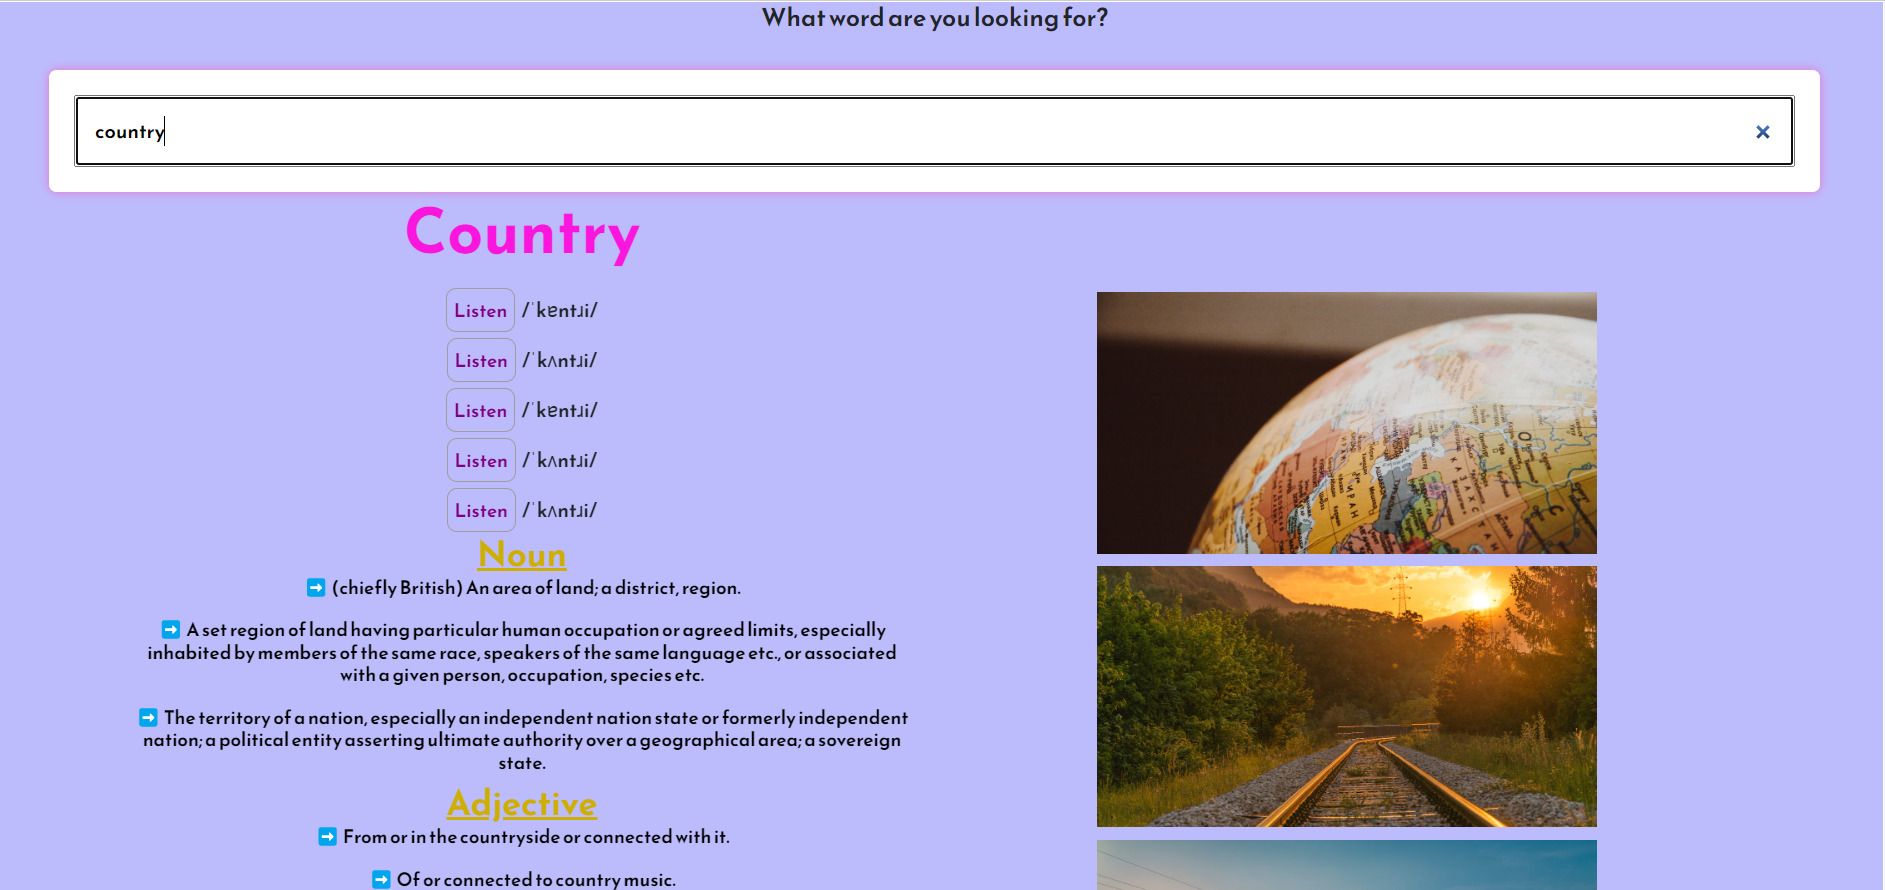 What word are you looking for?
country
Country
Listen /ˈkɐntɹi/
Listen /ˈkʌntɹi/
Listen /ˈkɐntɹi/
Listen /ˈkʌntɹi/
Listen /ˈkʌntɹi/
Noun
➡️ (chiefly British) An area of land; a district, region.
➡️ A set region of land having particular human occupation or agreed limits, especially
inhabited by members of the same race, speakers of the same language etc., or associated
with a given person, occupation, species etc.
➡️ The territory of a nation, especially an independent nation state or formerly independent
nation; a political entity asserting ultimate authority over a geographical area; a sovereign
state.
Adjective
➡️ From or in the countryside or connected with it.
➡️ Of or connected to country music.
ИРАН
КАЗАХСТ